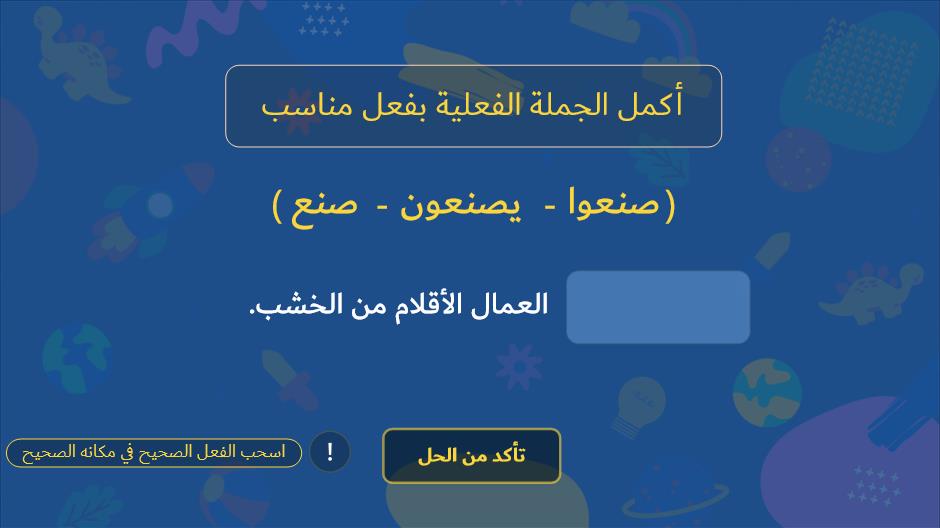 أكمل الجملة الفعلية بفعل مناسب
(صنعوا - يصنعون - صنع )
العمال الأقلام من الخشب.
تأكد من الحل
!
اسحب الفعل الصحيح في مكانه الصحيح